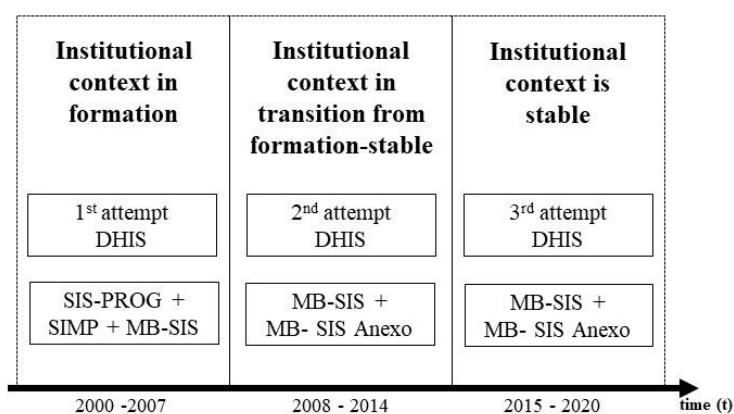 Institutional
context in
formation
Institutional
context in
transition from
formation-stable
Institutional
context is
stable
1st attempt
DHIS
2nd attempt
DHIS
3rd attempt
DHIS
SIS-PROG +
SIMP + MB-SIS
MB-SIS +
MB- SIS Anexo
MB-SIS +
MB- SIS Anexo
2000 -2007
2008 - 2014
2015 - 2020
time (t)